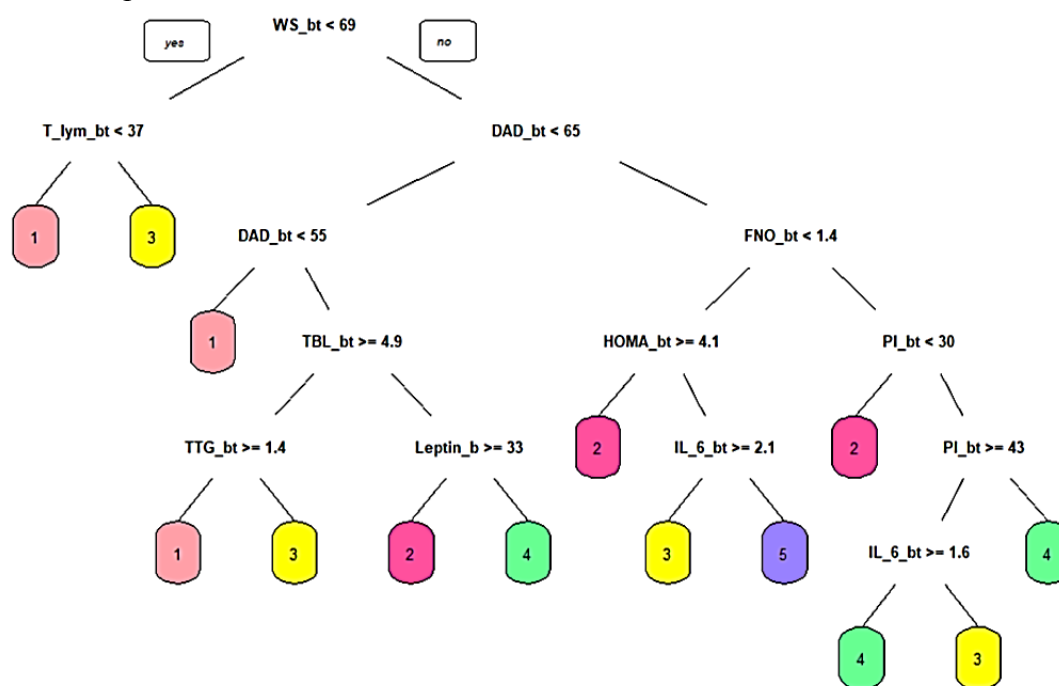 WS_bt < 69
yes
no
T_lym_bt < 37
DAD_bt < 65
1
3
DAD_bt < 55
FNO_bt < 1.4
1
TBL_bt >= 4.9
HOMA_bt >= 4.1
PI_bt < 30
TTG_bt >= 1.4
Leptin_b >= 33
2
IL_6_bt >= 2.1
2
PI_bt >= 43
1
3
2
4
3
5
IL_6_bt >= 1.6
4
4
3